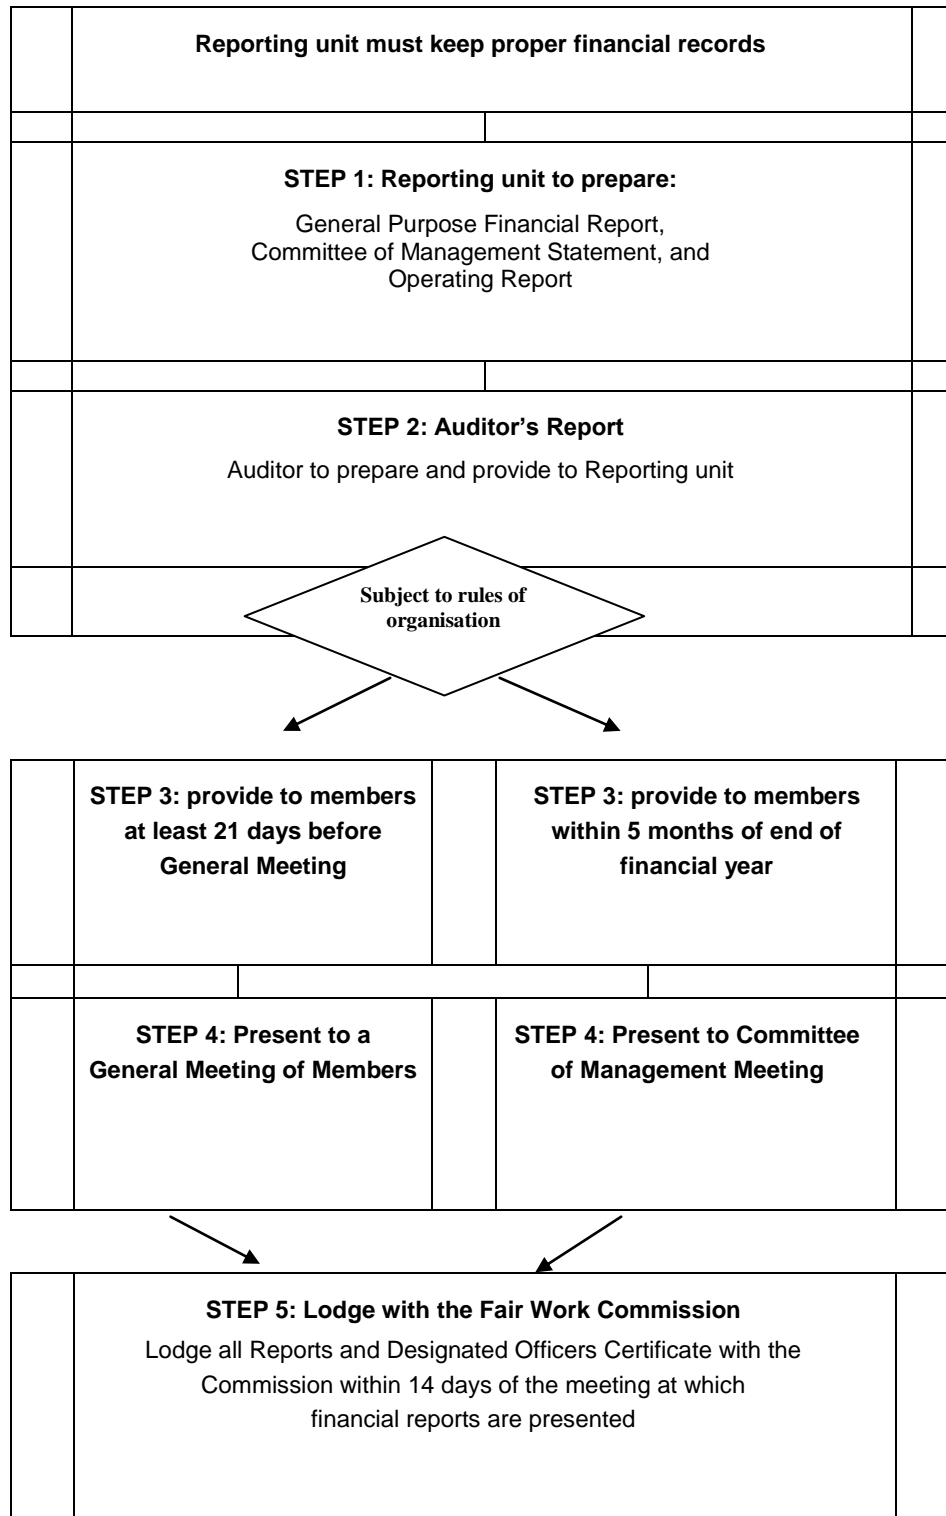 Reporting unit must keep proper financial records
STEP 1: Reporting unit to prepare:
General Purpose Financial Report,
Committee of Management Statement, and
Operating Report
STEP 2: Auditor’s Report
Auditor to prepare and provide to Reporting unit
Subject to rules of
organisation
STEP 3: provide to members
at least 21 days before
General Meeting
STEP 3: provide to members
within 5 months of end of
financial year
STEP 4: Present to a
General Meeting of Members
STEP 4: Present to Committee
of Management Meeting
STEP 5: Lodge with the Fair Work Commission
Lodge all Reports and Designated Officers Certificate with the
Commission within 14 days of the meeting at which
financial reports are presented